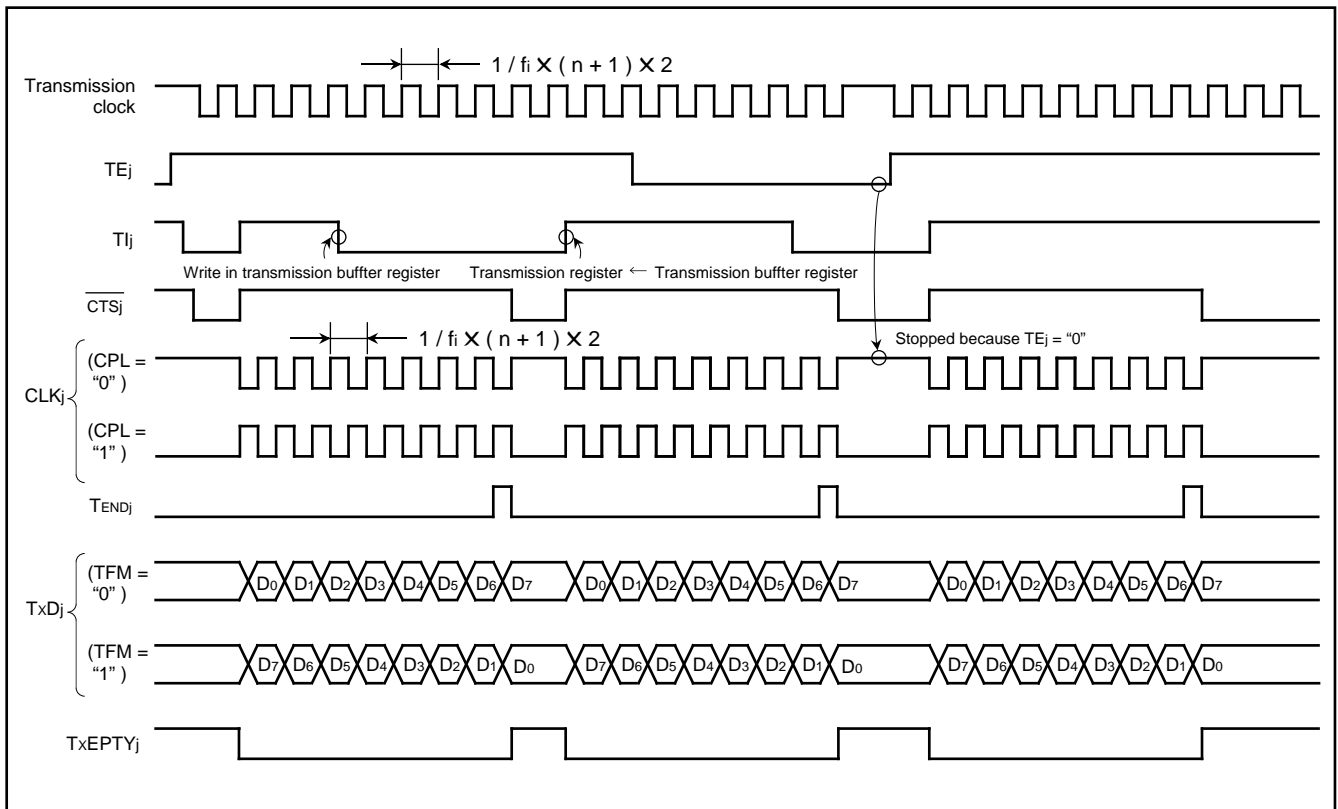 1 / fi X ( n + 1 ) X 2
Transmission
clock
TEj
TIj
Write in transmission buffter register
Transmission register ← Transmission buffter register
CTSj
1 / fi X ( n + 1 ) X 2
Stopped because TEj = “0”
CLKj
(CPL =
“0” )
(CPL =
“1” )
TENDj
TxDj
(TFM =
“0” )
D0 D1 D2 D3 D4 D5 D6 D7 D0 D1 D2 D3 D4 D5 D6 D7 D0 D1 D2 D3 D4 D5 D6 D7
(TFM =
“1” )
D7 D6 D5 D4 D3 D2 D1 D0 D7 D6 D5 D4 D3 D2 D1 D0 D7 D6 D5 D4 D3 D2 D1 D0
TxEPTYj